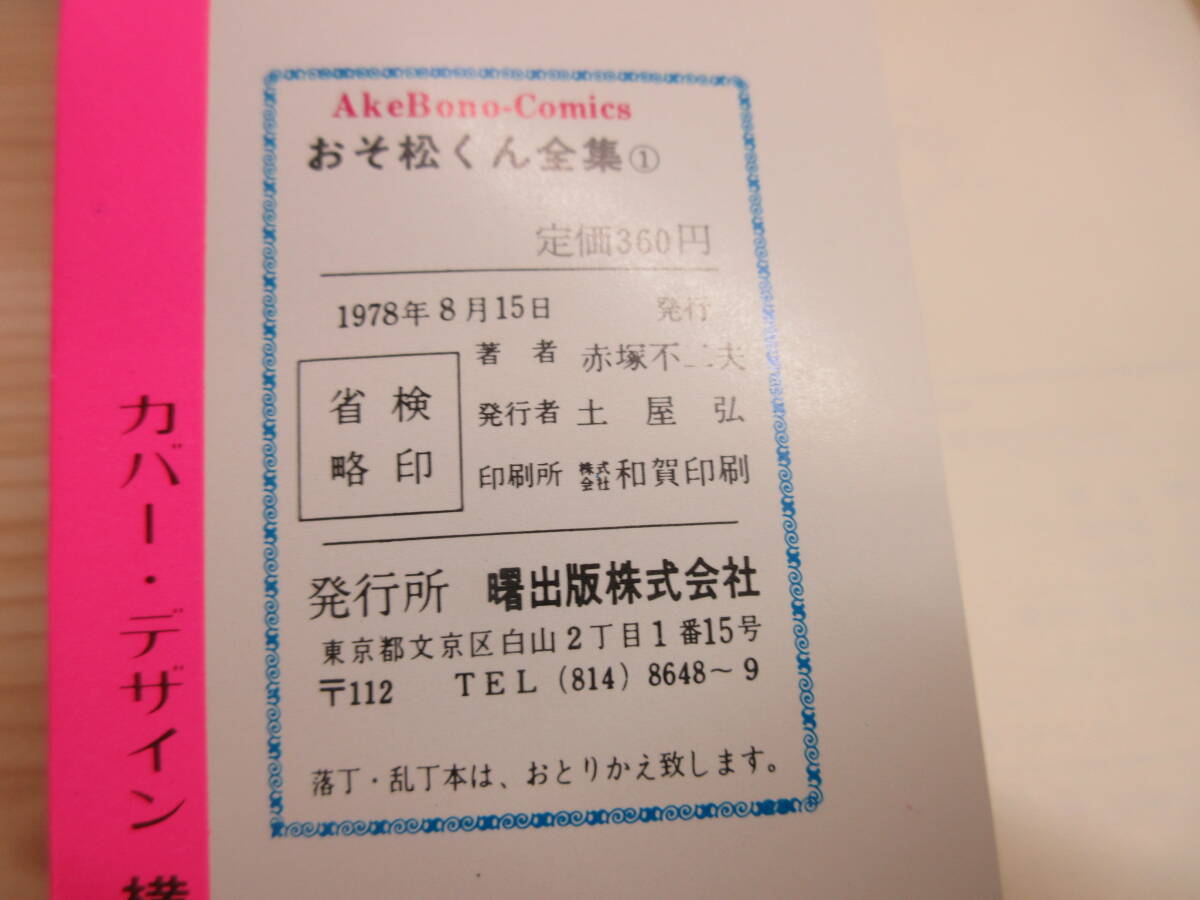 AkeBono-Comics
おそ松くん全集①
定価360円
1978年8月15日 発行
著者 赤塚不二夫
発行者 土屋弘
印刷所 株式会社 和賀印刷
検印
省略
発行所 曙出版株式会社
東京都文京区白山2丁目1番15号
〒112 TEL (814) 8648～9
落丁・乱丁本は、おとりかえ致します。
カバー・デザイン